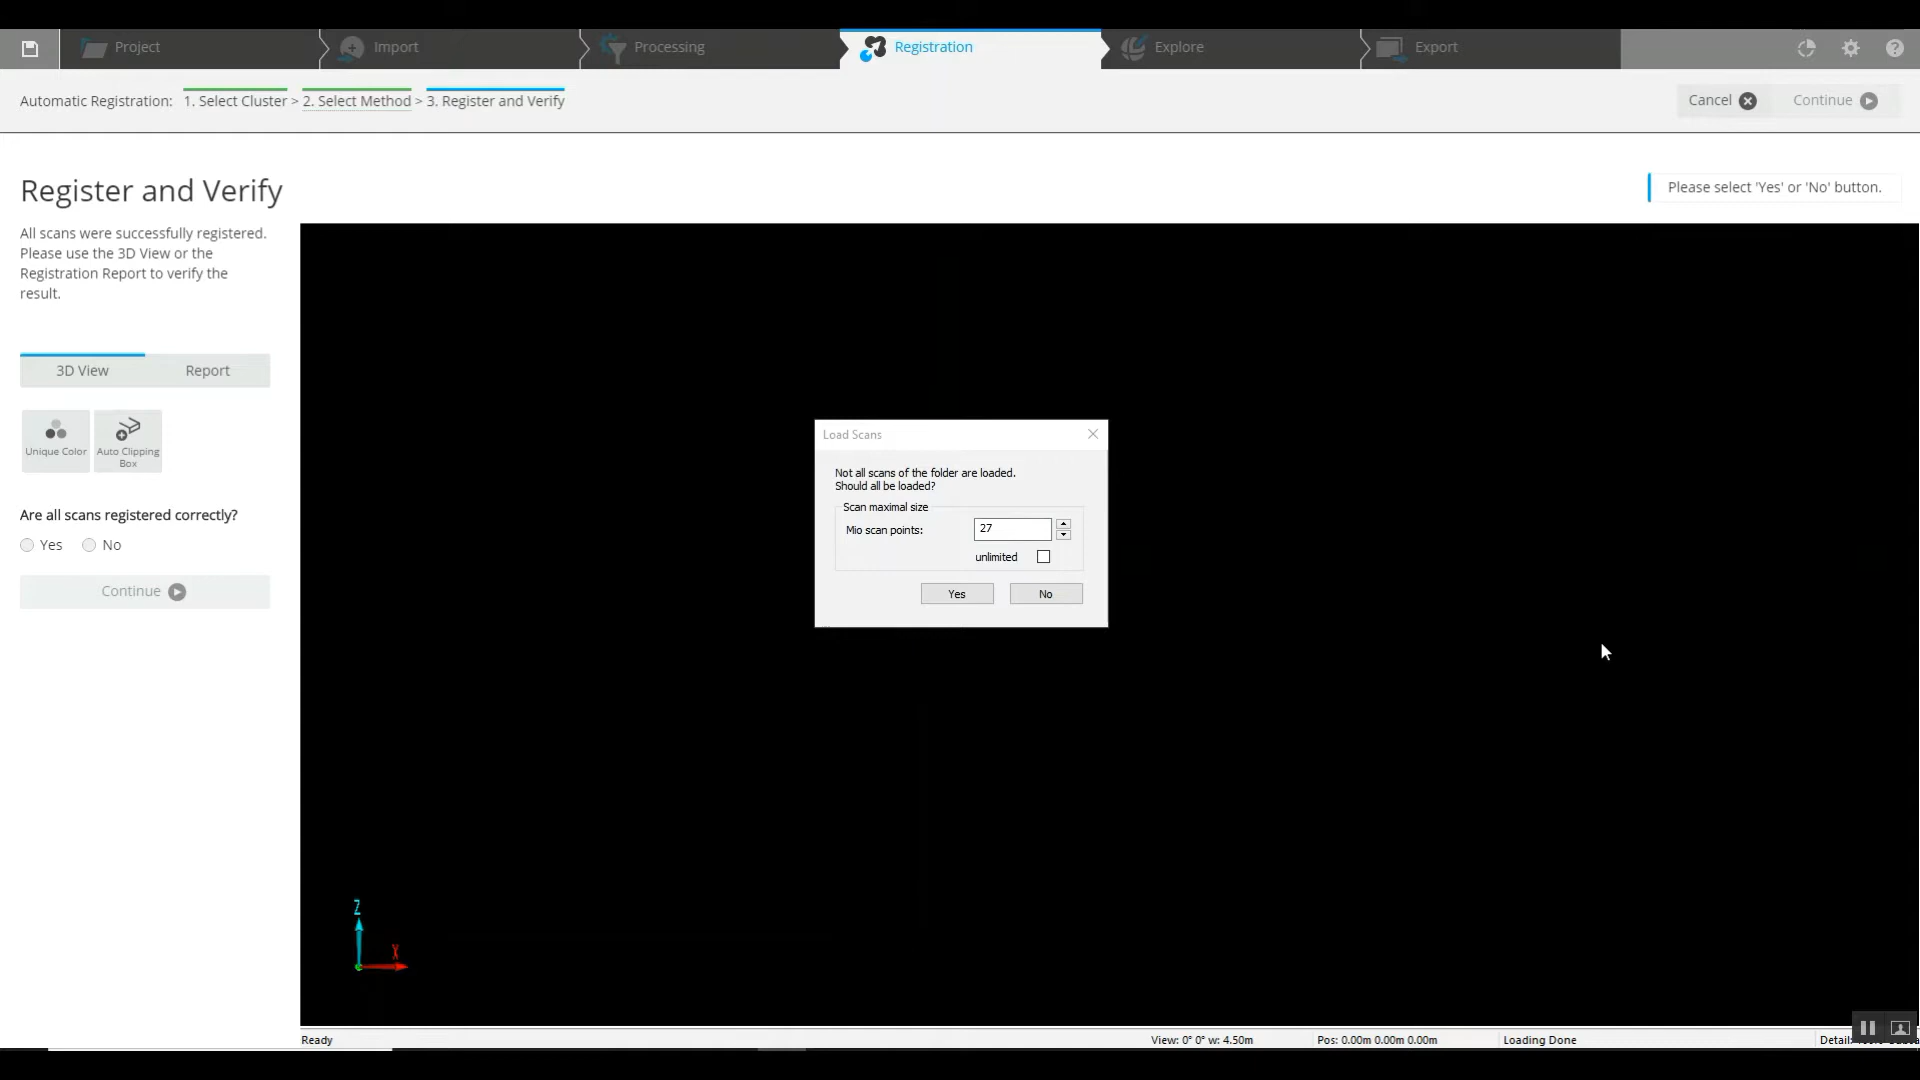 Project
Import
Processing
Registration
Explore
Export
Automatic Registration: 1. Select Cluster > 2. Select Method > 3. Register and Verify
Cancel
Continue
Register and Verify
Please select 'Yes' or 'No' button.
All scans were successfully registered.
Please use the 3D View or the
Registration Report to verify the
result.
3D View
Report
Unique Color
Auto Clipping
Box
Are all scans registered correctly?
Yes
No
Continue
Load Scans
Not all scans of the folder are loaded.
Should all be loaded?
Scan maximal size
Mio scan points:
27
unlimited
Yes
No
Z
X
Ready
View: 0° 0° w: 4.50m
Pos: 0.00m 0.00m 0.00m
Loading Done
Detail: